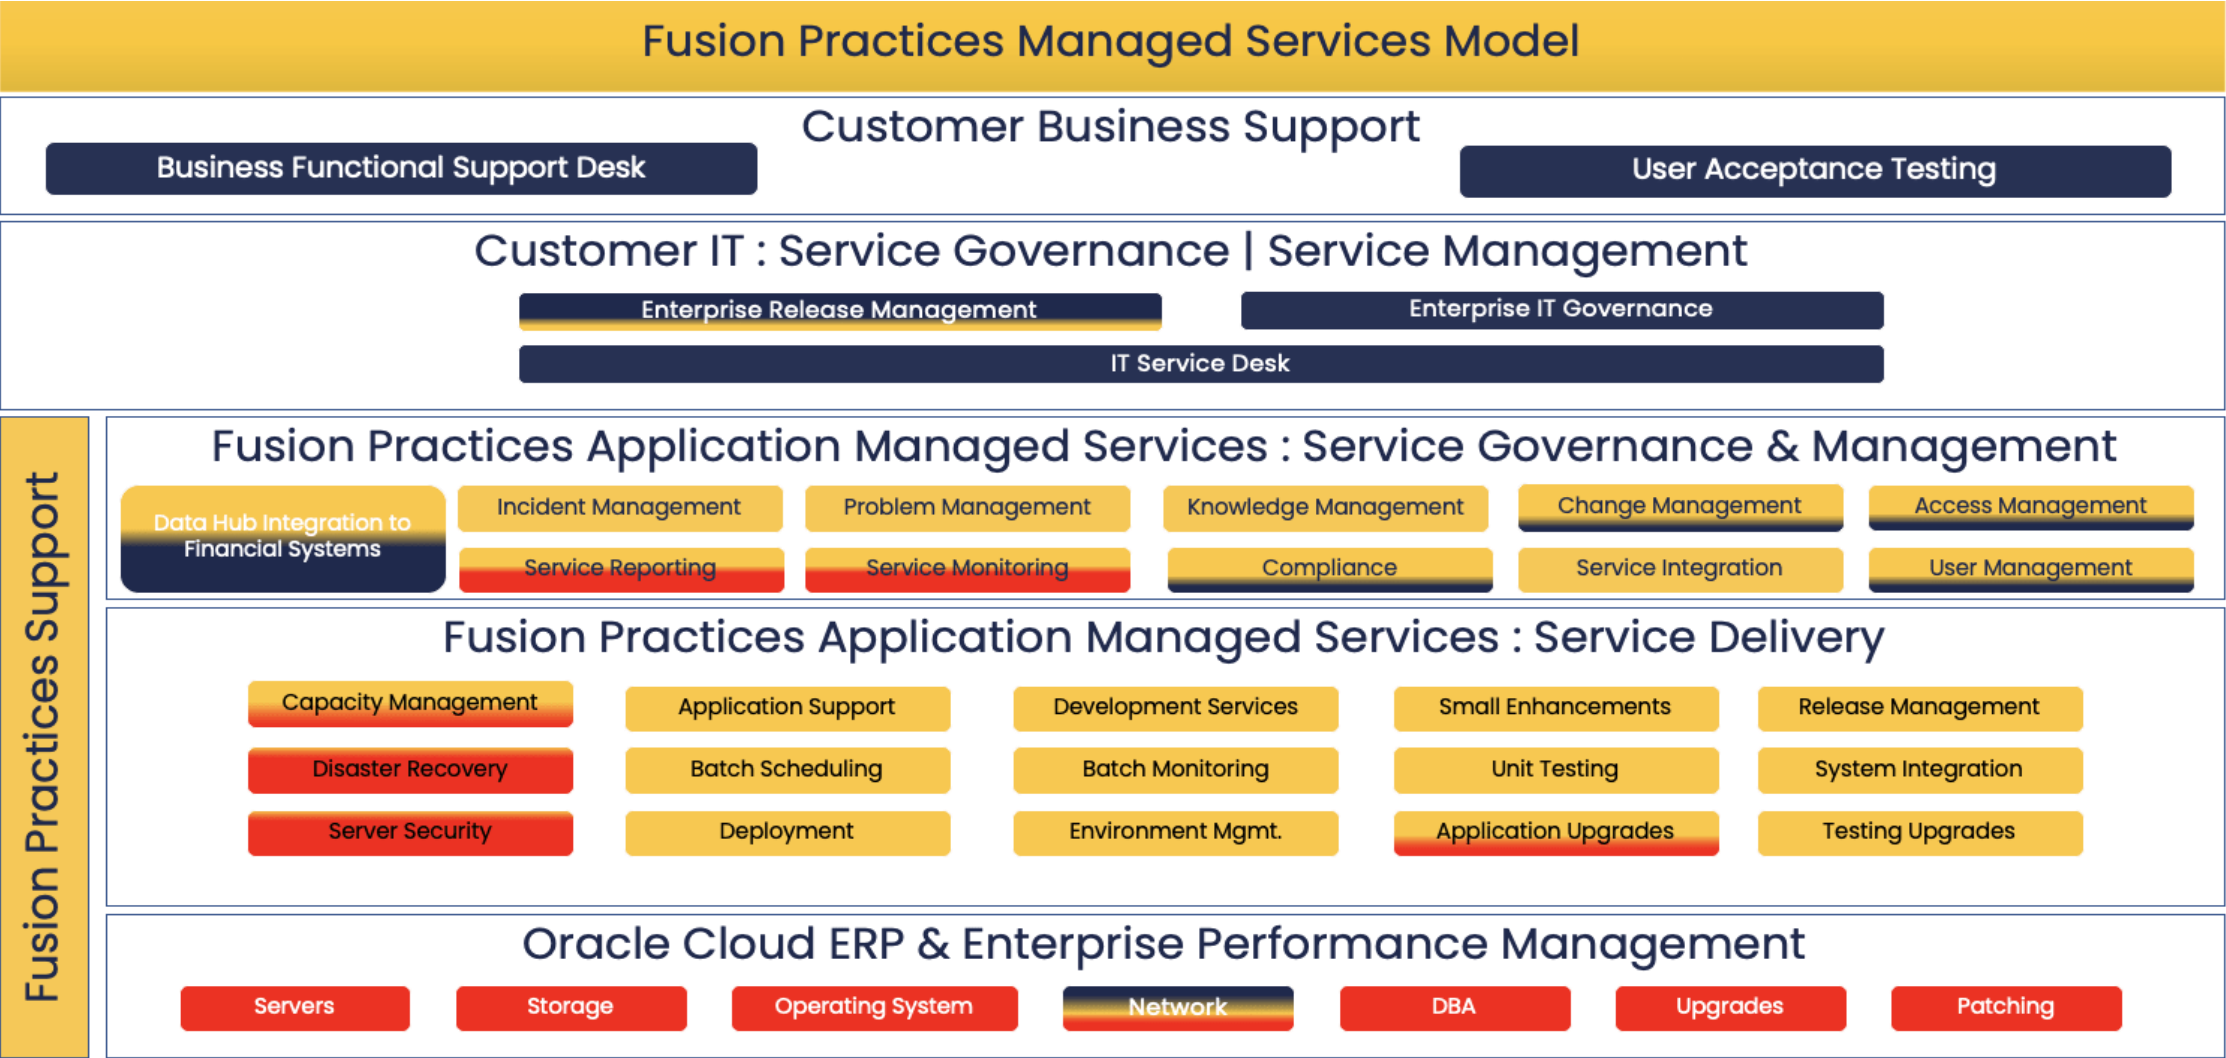 Fusion Practices Managed Services Model
Customer Business Support
Business Functional Support Desk
User Acceptance Testing
Customer IT : Service Governance | Service Management
Enterprise Release Management
Enterprise IT Governance
IT Service Desk
Fusion Practices Support
Fusion Practices Application Managed Services : Service Governance & Management
Data Hub Integration to
Financial Systems
Incident Management
Problem Management
Knowledge Management
Change Management
Access Management
Service Reporting
Service Monitoring
Compliance
Service Integration
User Management
Fusion Practices Application Managed Services : Service Delivery
Capacity Management
Application Support
Development Services
Small Enhancements
Release Management
Disaster Recovery
Batch Scheduling
Batch Monitoring
Unit Testing
System Integration
Server Security
Deployment
Environment Mgmt.
Application Upgrades
Testing Upgrades
Oracle Cloud ERP & Enterprise Performance Management
Servers
Storage
Operating System
Network
DBA
Upgrades
Patching